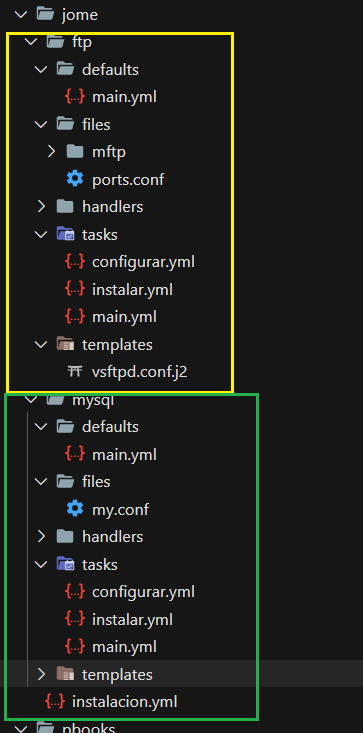 jome
ftp
defaults
main.yml
files
mftp
ports.conf
handlers
tasks
configurar.yml
instalar.yml
main.yml
templates
vsftpd.conf.j2
mysql
defaults
main.yml
files
my.conf
handlers
tasks
configurar.yml
instalar.yml
main.yml
templates
instalacion.yml
pbooks